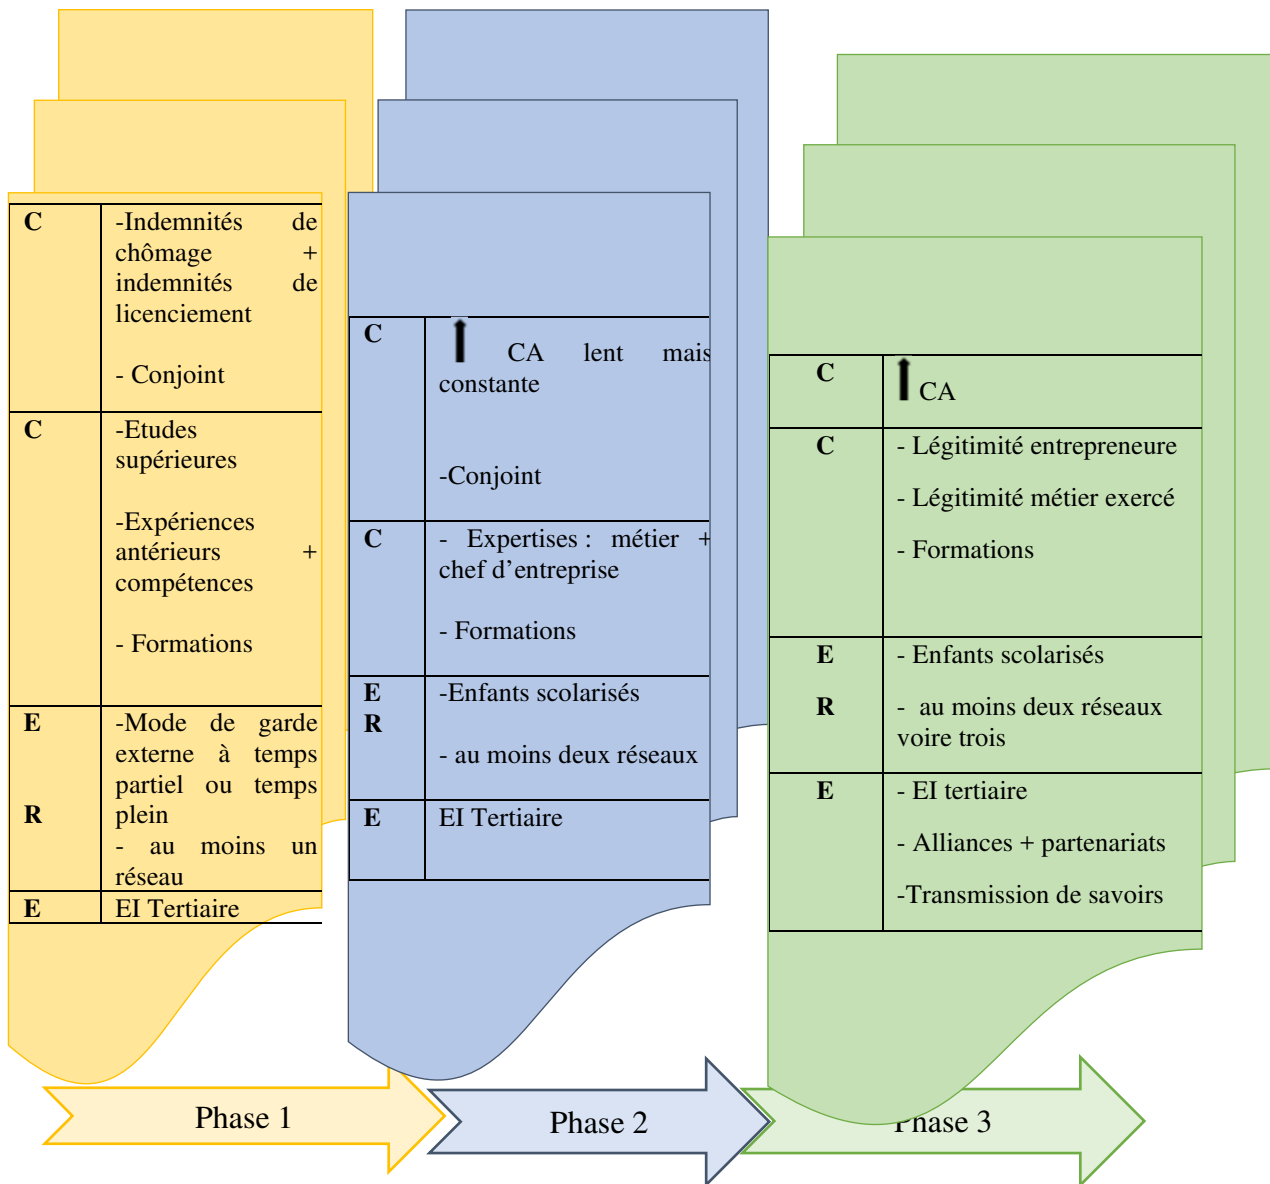 C
-Indemnités de
chômage +
indemnités de
licenciement
- Conjoint
C
-Etudes
supérieures
-Expériences
antérieurs +
compétences
- Formations
E
-Mode de garde
externe à temps
partiel ou temps
R
plein
- au moins un
réseau
E
EI Tertiaire
C
CA lent mais
constante
-Conjoint
C
- Expertises : métier +
chef d’entreprise
- Formations
E
-Enfants scolarisés
R
- au moins deux réseaux
E
EI Tertiaire
C
CA
C
- Légitimité entrepreneure
- Légitimité métier exercé
- Formations
E
- Enfants scolarisés
R
- au moins deux réseaux
voire trois
E
- EI tertiaire
- Alliances + partenariats
-Transmission de savoirs
Phase 1
Phase 2
Phase 3